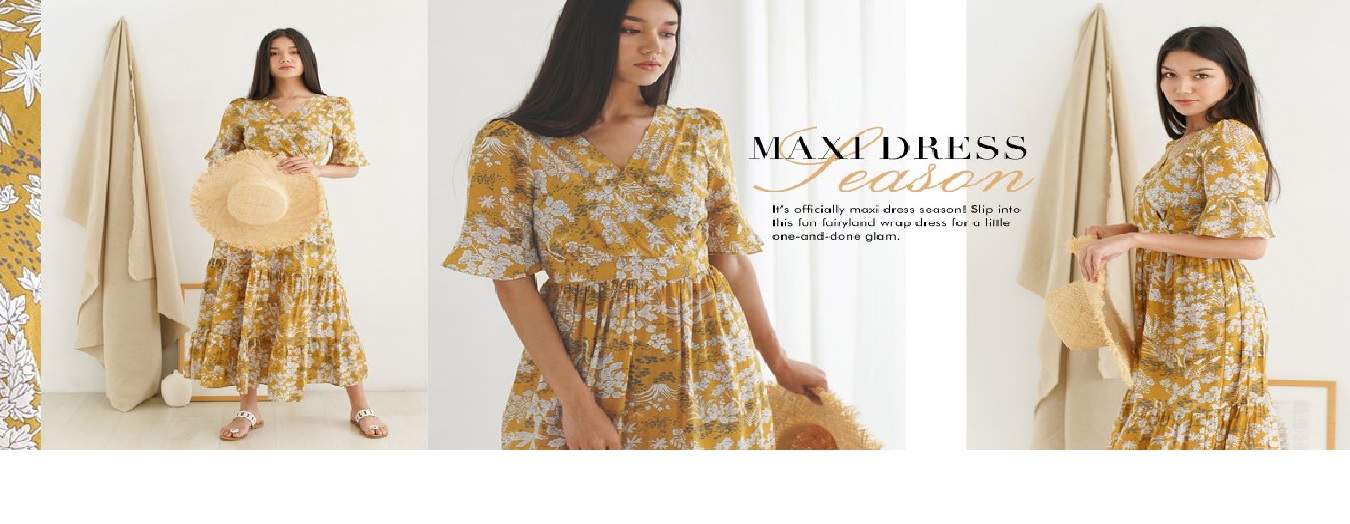 MAXI DRESS
Season
It's officially maxi dress season! Slip into
this fun fairyland wrap dress for a little
one-and-done glam.